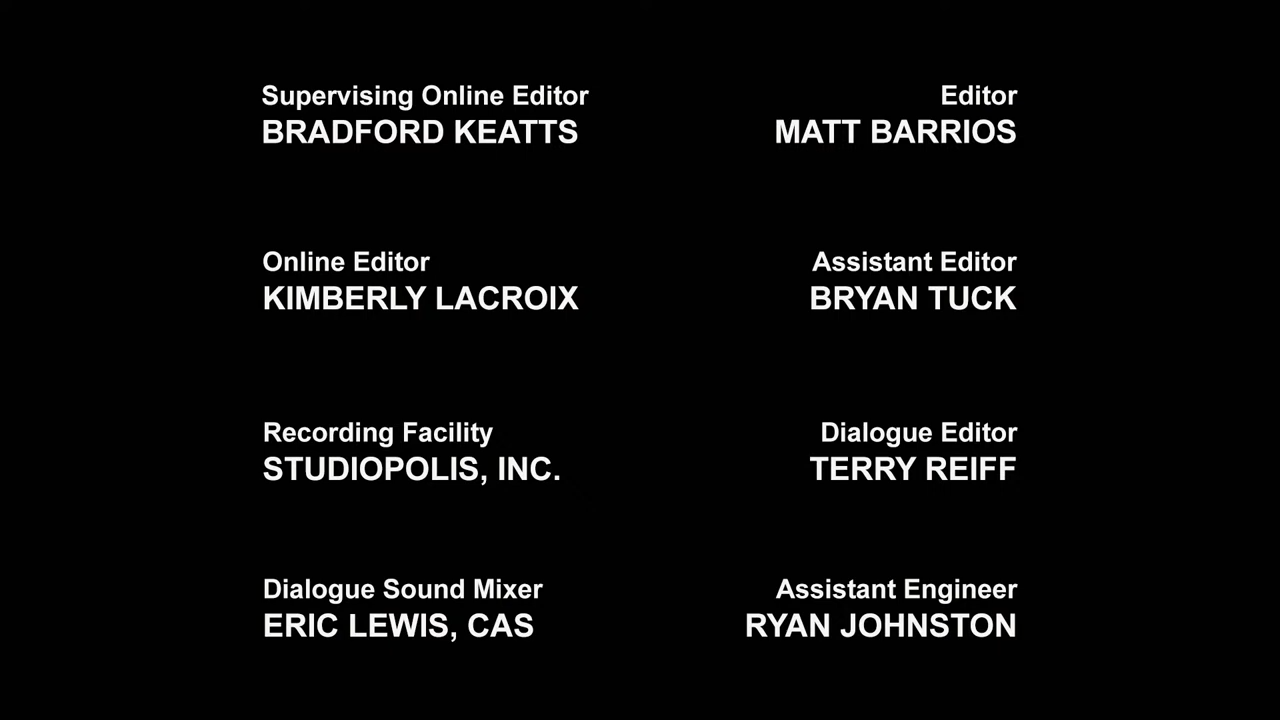 Supervising Online Editor
BRADFORD KEATTS
Editor
MATT BARRIOS
Online Editor
KIMBERLY LACROIX
Assistant Editor
BRYAN TUCK
Recording Facility
STUDIOPOLIS, INC.
Dialogue Editor
TERRY REIFF
Dialogue Sound Mixer
ERIC LEWIS, CAS
Assistant Engineer
RYAN JOHNSTON